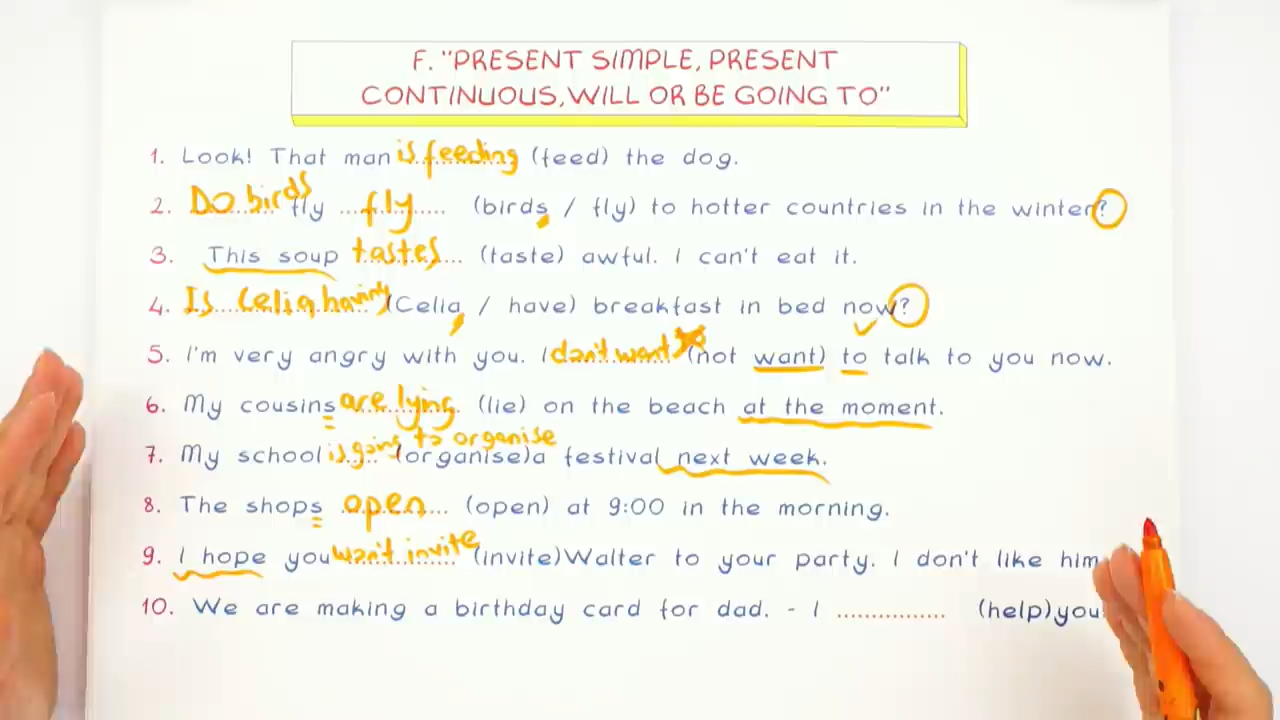 F. "PRESENT SIMPLE, PRESENT
CONTINUOUS, WILL OR BE GOING TO"
1. Look! That man is feeding (feed) the dog.
2. Do birds fly ... fly ..... (birds / fly) to hotter countries in the winter?
3. This soup tastes... (taste) awful. I can't eat it.
4. Is Celia having (Celia / have) breakfast in bed now?
5. I'm very angry with you. I don't want (not want) to talk to you now.
6. My cousins are lying. (lie) on the beach at the moment.
7. My school is going to organise (organise)a festival next week.
8. The shops open ... (open) at 9:00 in the morning.
9. I hope you won't invite (invite)Walter to your party. I don't like him
10. We are making a birthday card for dad. - I ................ (help)you